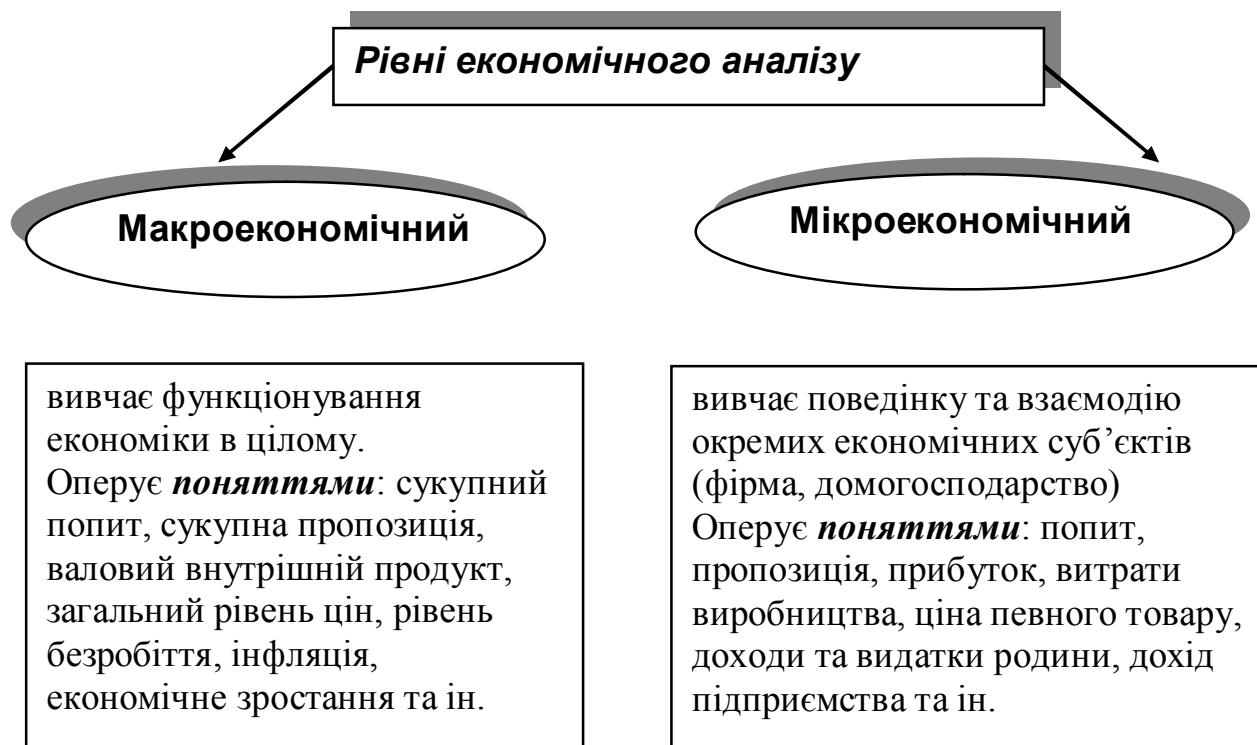 Рівні економічного аналізу
Макроекономічний
Мікроекономічний
вивчає функціонування
економіки в цілому.
Оперує поняттями: сукупний
попит, сукупна пропозиція,
валовий внутрішній продукт,
загальний рівень цін, рівень
безробіття, інфляція,
економічне зростання та ін.
вивчає поведінку та взаємодію
окремих економічних суб’єктів
(фірма, домогосподарство)
Оперує поняттями: попит,
пропозиція, прибуток, витрати
виробництва, ціна певного товару,
доходи та видатки родини, дохід
підприємства та ін.